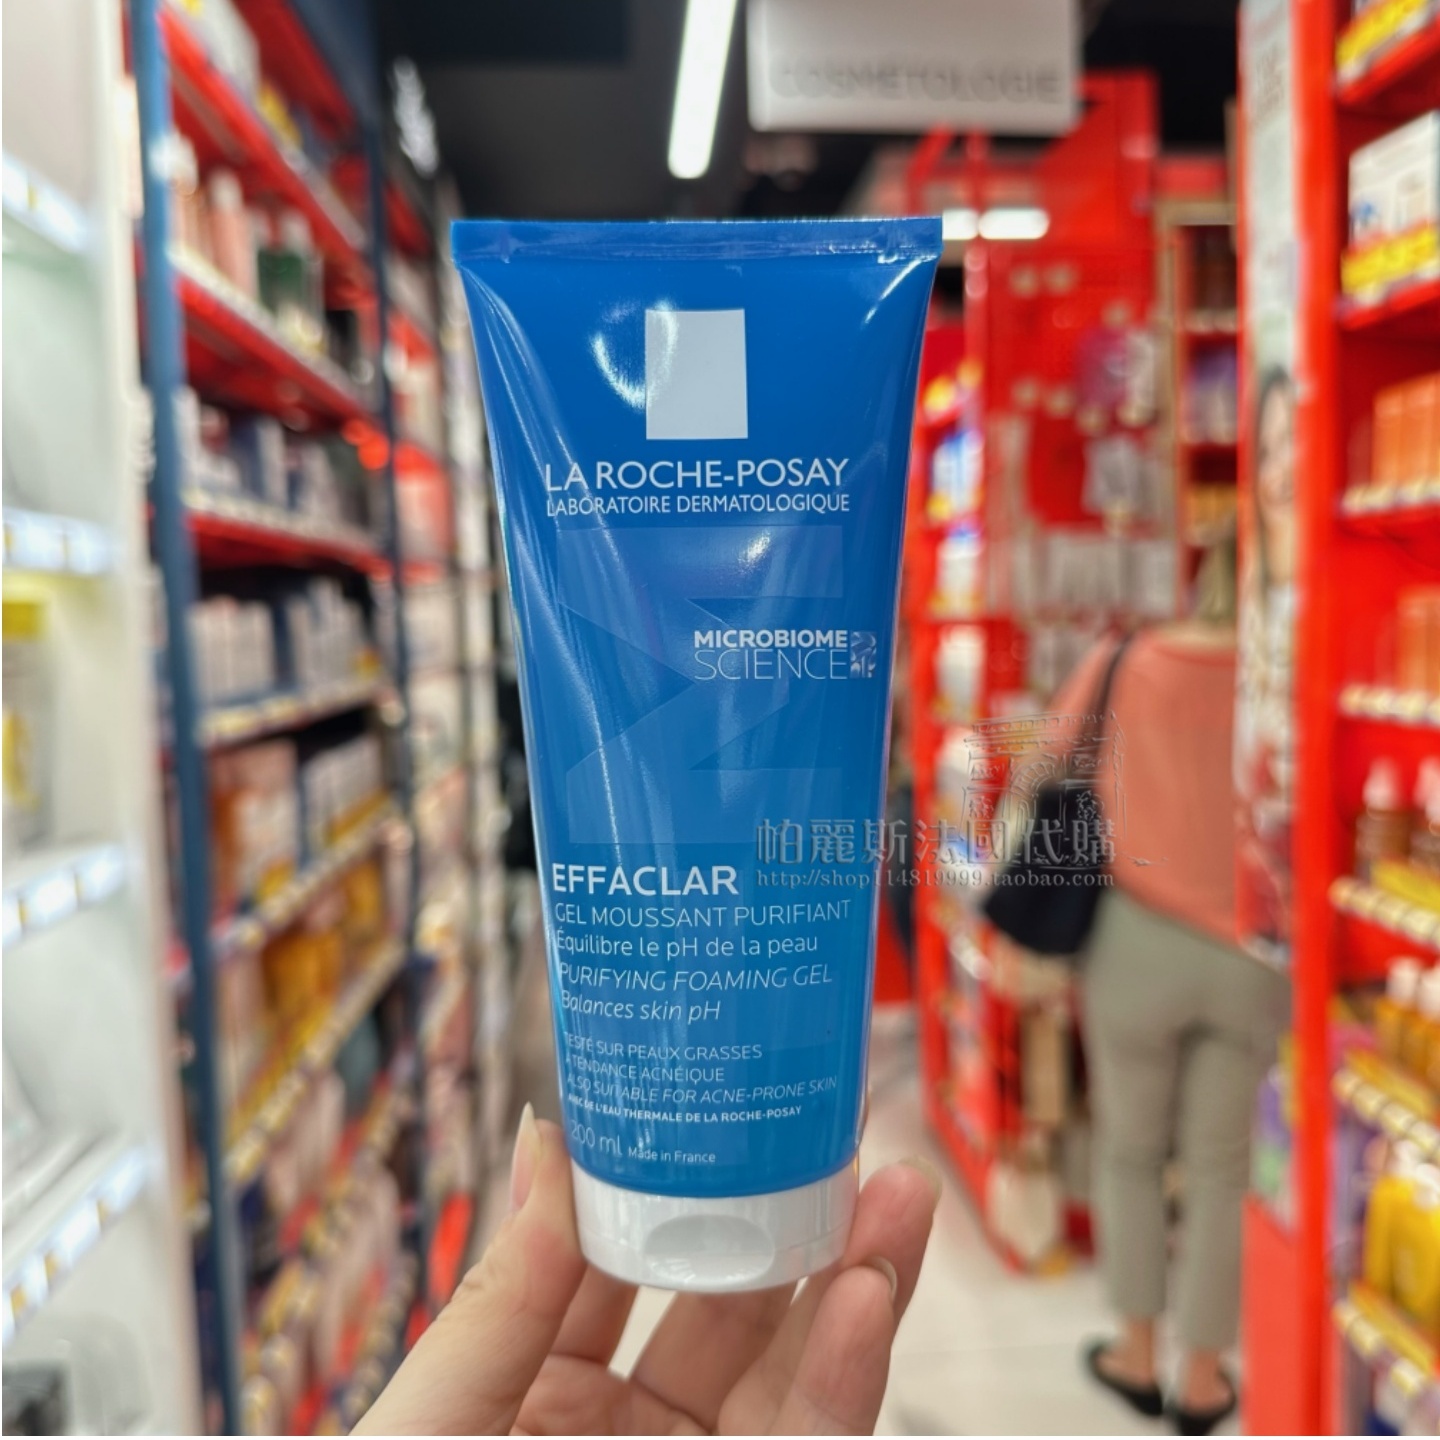 COSMETOLOGIE
LA ROCHE-POSAY
LABORATOIRE DERMATOLOGIQUE
MICROBIOME
SCIENCE
帕麗斯法國代購
http://shop114819999.taobao.com
EFFACLAR
GEL MOUSSANT PURIFIANT
Équilibre le pH de la peau
PURIFYING FOAMING GEL
Balances skin pH
TESTÉ SUR PEAUX GRASSES
À TENDANCE ACNÉIQUE
ALSO SUITABLE FOR ACNE-PRONE SKIN
AVEC DE L'EAU THERMALE DE LA ROCHE-POSAY
200 ml Made in France